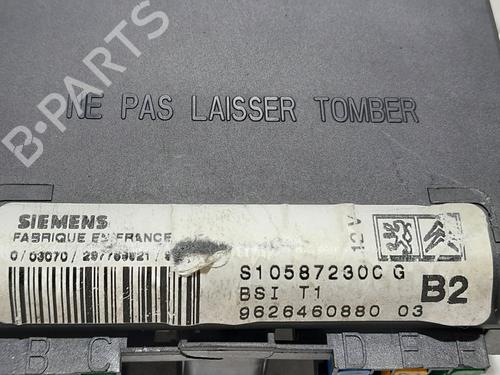 B-PARTS
NE PAS LAISSER TOMBER
SIEMENS
FABRIQUE EN FRANCE
12 V
S10587230C G
BSI T1
B2
9626460880 03
B C D E F